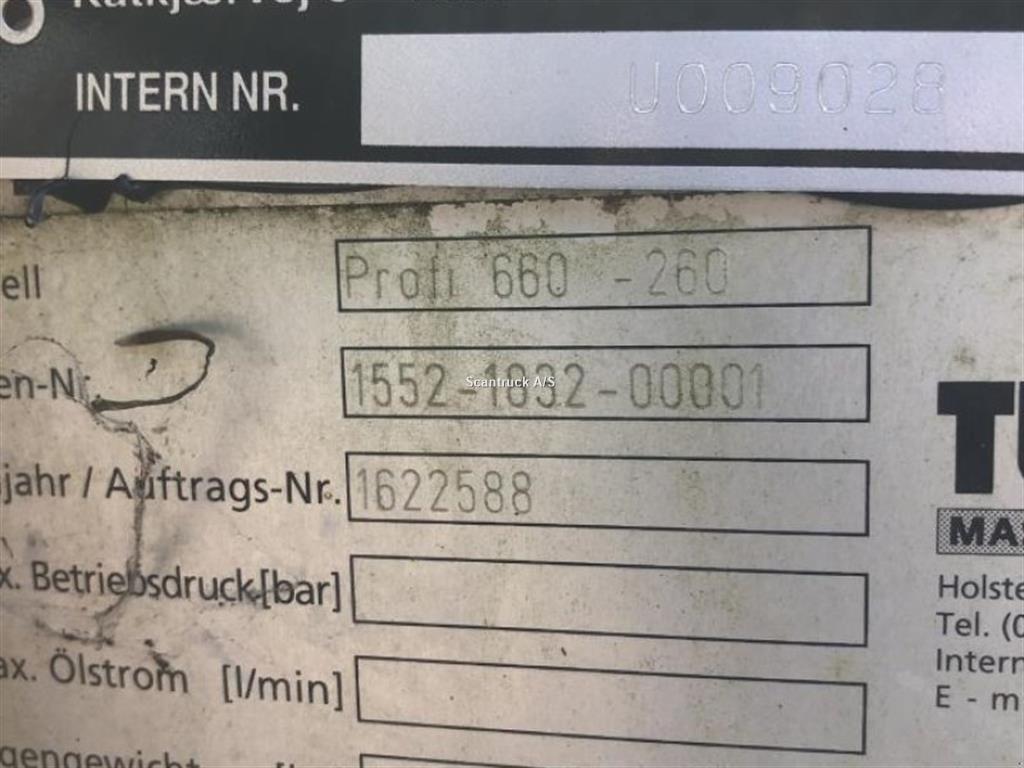 INTERN NR. U009028
ell Profi 660 -260
en-Nr. 1552-1832-00001
jahr / Auftrags-Nr. 1622588
x. Betriebsdruck[bar]
ax. Ölstrom [l/min]
Scantruck A/S
TU
MA
Holste
Tel. (0
Intern
E - m